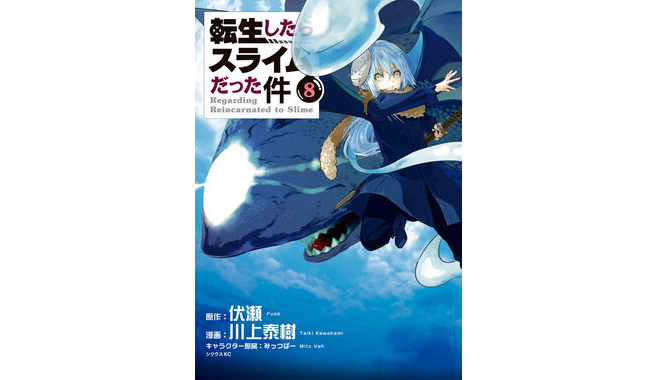 転生したら
スライム
だった件 8
Regarding
Reincarnated to Slime
原作：伏瀬 Fuse
漫画：川上泰樹 Taiki Kawakami
キャラクター原案：みっつばー Mitz Vah
シリウスKC